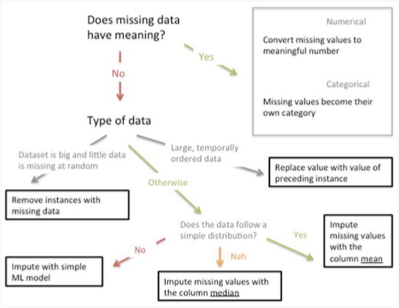 Does missing data
have meaning?
Numerical
Convert missing values to
meaningful number
Categorical
Missing values become their
own category
Yes
No
Type of data
Dataset is big and little data
is missing at random
Large, temporally
ordered data
Otherwise
Remove instances with
missing data
Replace value with value of
preceding instance
Does the data follow a
simple distribution?
No
Nah
Yes
Impute with simple
ML model
Impute missing values with
the column median
Impute
missing values
with the
column mean